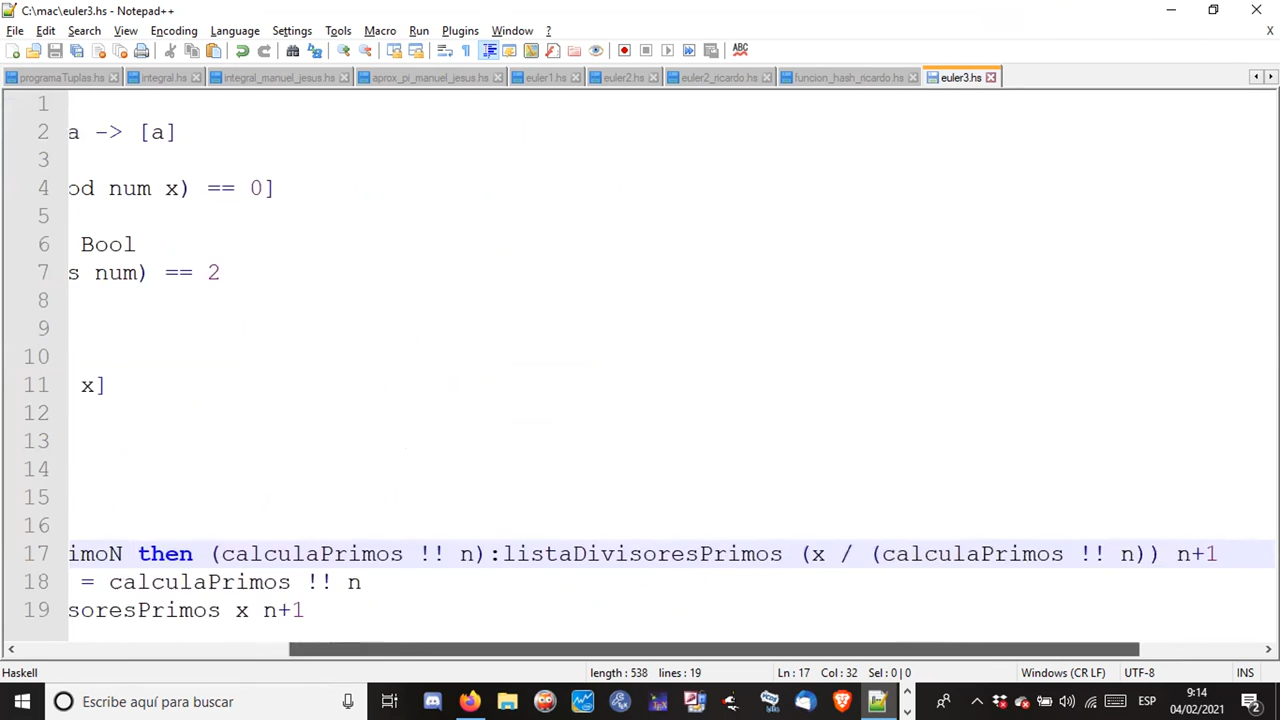 C:\mac\euler3.hs - Notepad++
File Edit Search View Encoding Language Settings Tools Macro Run Plugins Window ?
X
programaTuplas.hs integral.hs integral_manuel_jesus.hs aprox_pi_manuel_jesus.hs euler1.hs euler2.hs euler2_ricardo.hs funcion_hash_ricardo.hs euler3.hs
1
2 a -> [a]
3
4 od num x) == 0]
5
6 Bool
7 s num) == 2
8
9
10
11 x]
12
13
14
15
16
17 imoN then (calculaPrimos !! n):listaDivisoresPrimos (x / (calculaPrimos !! n)) n+1
18 = calculaPrimos !! n
19 soresPrimos x n+1
Haskell length : 538 lines : 19 Ln : 17 Col : 32 Sel : 0 | 0 Windows (CR LF) UTF-8 INS
Escribe aquí para buscar ESP 9:14
04/02/2021